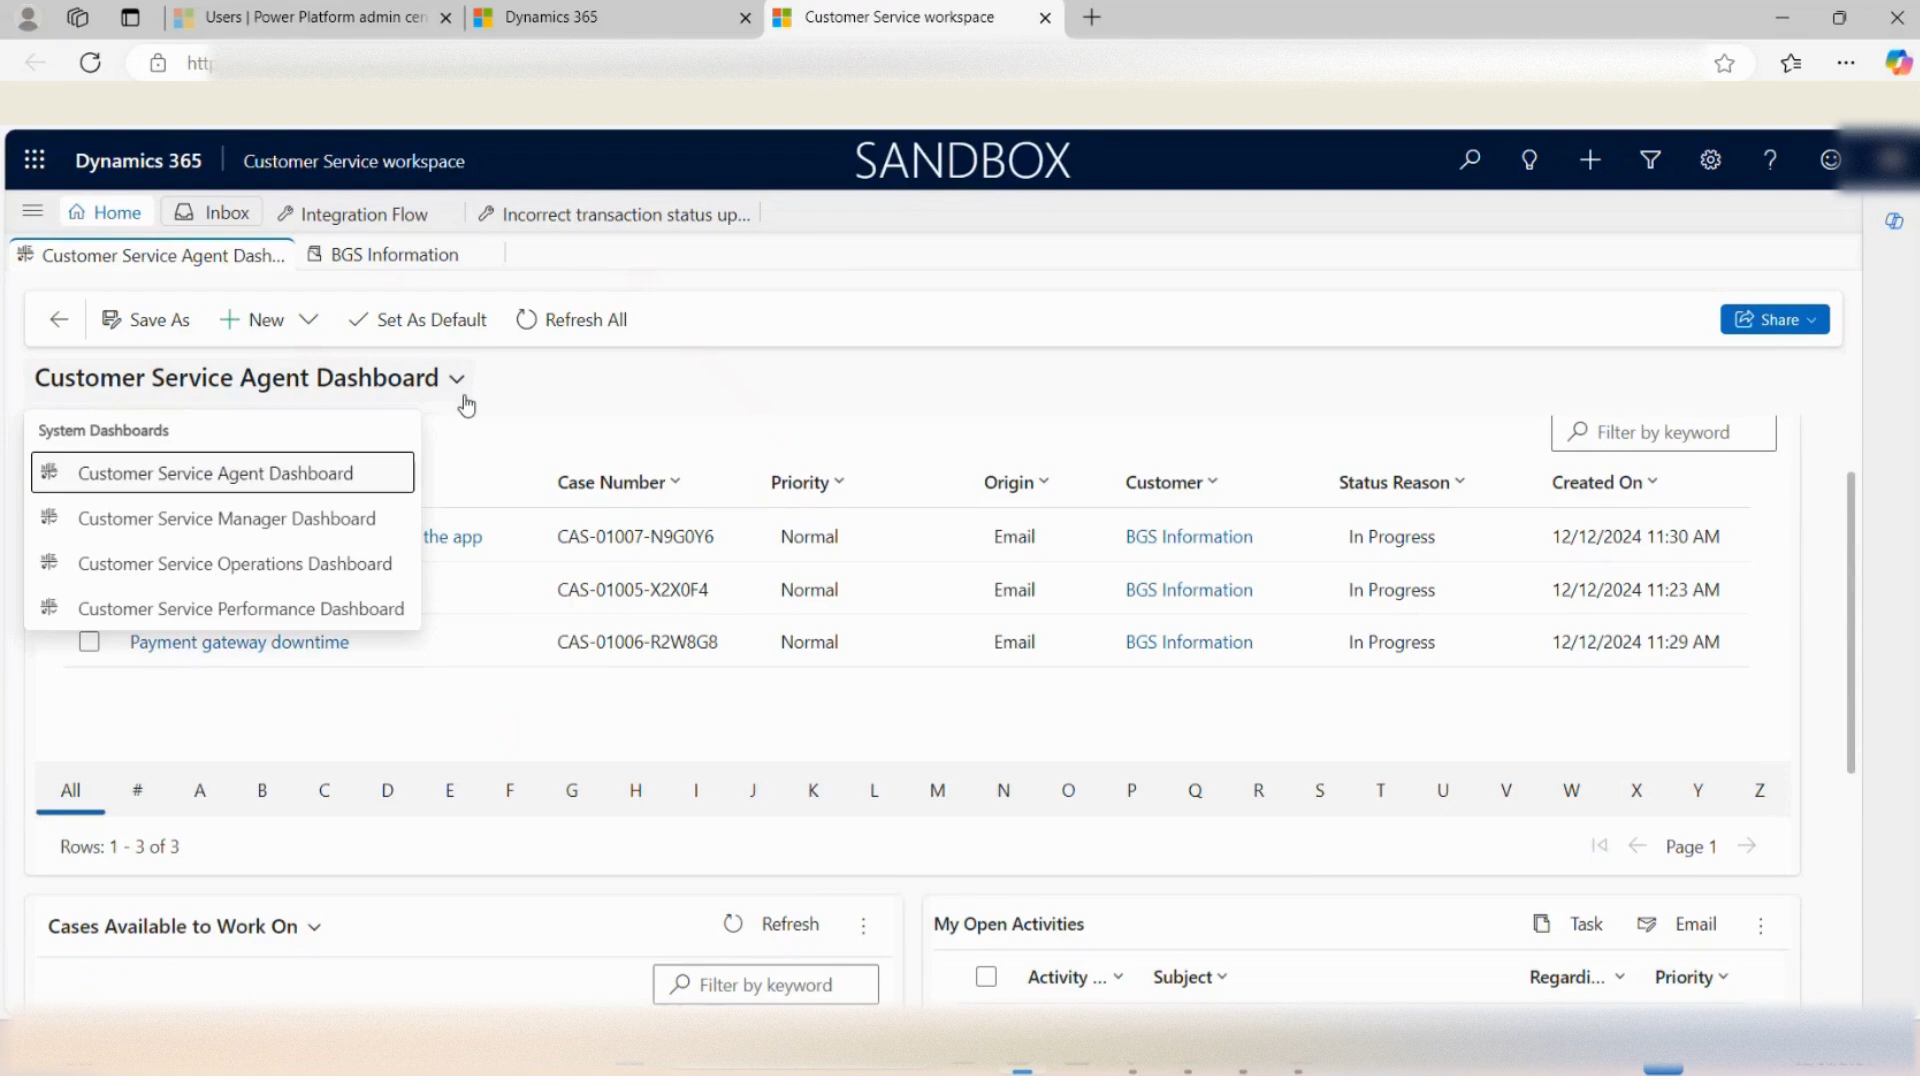 Users | Power Platform admin cen
Dynamics 365
Customer Service workspace
Dynamics 365
Customer Service workspace
SANDBOX
Home
Inbox
Integration Flow
Incorrect transaction status up...
Customer Service Agent Dash...
BGS Information
Save As
New
Set As Default
Refresh All
Share
Customer Service Agent Dashboard
System Dashboards
Customer Service Agent Dashboard
Customer Service Manager Dashboard
Customer Service Operations Dashboard
Customer Service Performance Dashboard
Filter by keyword
Case Number Priority Origin Customer Status Reason Created On
the app CAS-01007-N9G0Y6 Normal Email BGS Information In Progress 12/12/2024 11:30 AM
CAS-01005-X2X0F4 Normal Email BGS Information In Progress 12/12/2024 11:23 AM
Payment gateway downtime CAS-01006-R2W8G8 Normal Email BGS Information In Progress 12/12/2024 11:29 AM
All # A B C D E F G H I J K L M N O P Q R S T U V W X Y Z
Rows: 1 - 3 of 3
Page 1
Cases Available to Work On
Refresh
Filter by keyword
My Open Activities
Task
Email
Activity ... Subject Regardi... Priority